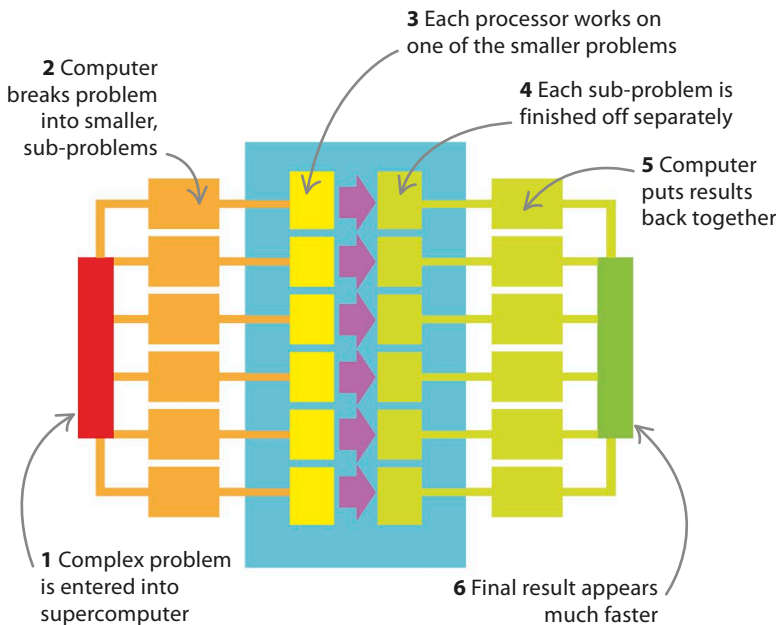 1 Complex problem
is entered into
supercomputer
2 Computer
breaks problem
into smaller,
sub-problems
3 Each processor works on
one of the smaller problems
4 Each sub-problem is
finished off separately
5 Computer
puts results
back together
6 Final result appears
much faster